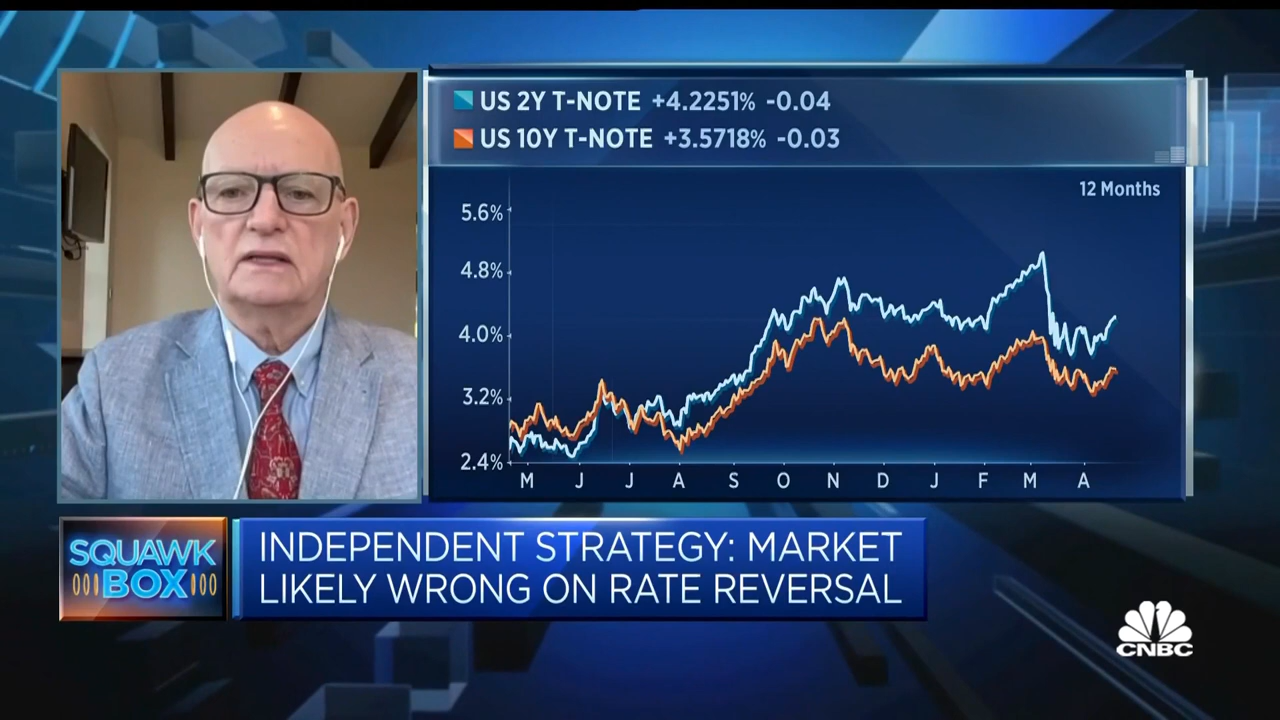 US 2Y T-NOTE +4.2251% -0.04
US 10Y T-NOTE +3.5718% -0.03
12 Months
5.6%
4.8%
4.0%
3.2%
2.4%
M J J A S O N D J F M A
SQUAWK
BOX
INDEPENDENT STRATEGY: MARKET
LIKELY WRONG ON RATE REVERSAL
CNBC